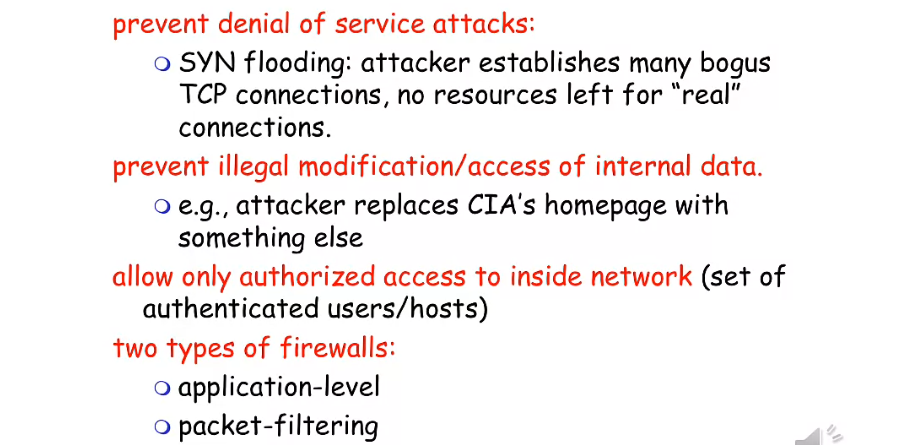 prevent denial of service attacks:
SYN flooding: attacker establishes many bogus
TCP connections, no resources left for “real”
connections.
prevent illegal modification/access of internal data.
e.g., attacker replaces CIA’s homepage with
something else
allow only authorized access to inside network (set of
authenticated users/hosts)
two types of firewalls:
application-level
packet-filtering